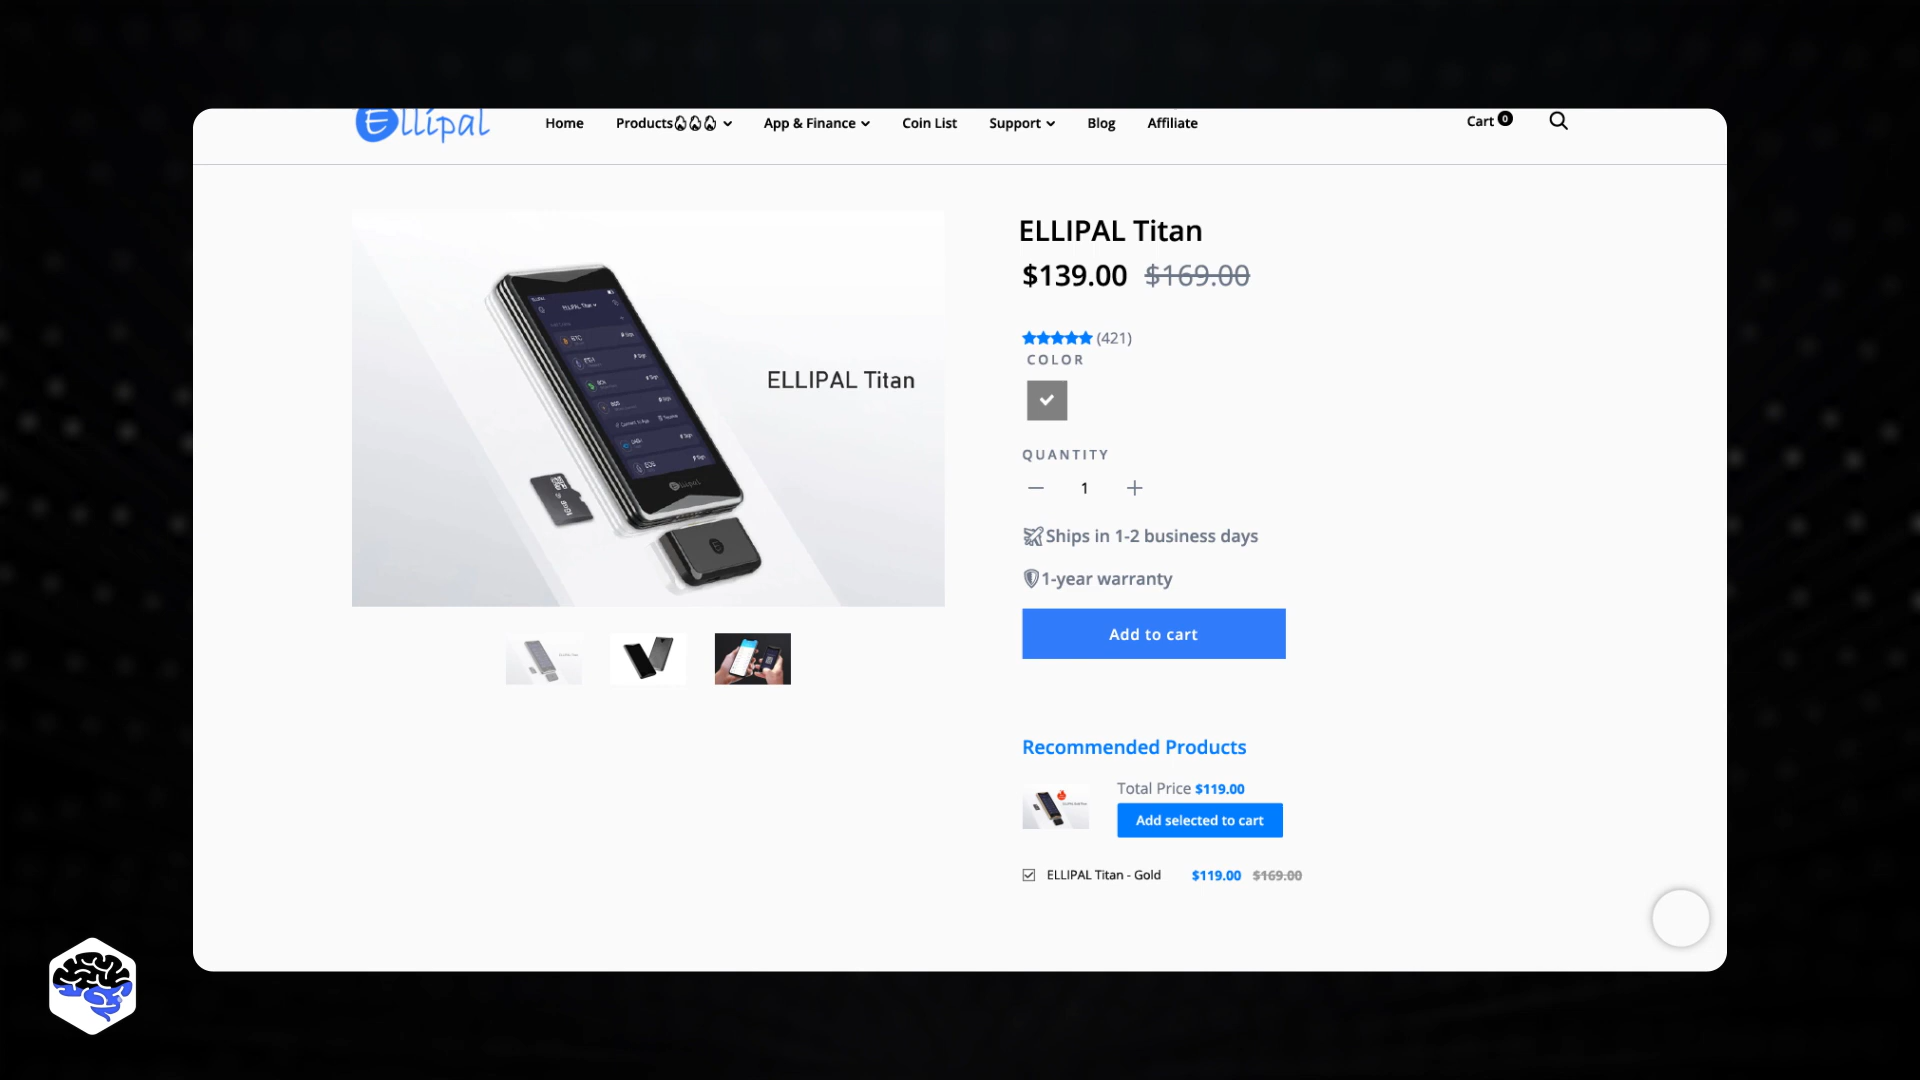 Ellipal
Home Products App & Finance Coin List Support Blog Affiliate Cart 0
ELLIPAL Titan
$139.00 $169.00
(421)
COLOR
ELLIPAL Titan
QUANTITY
1
Ships in 1-2 business days
1-year warranty
Add to cart
Recommended Products
Total Price $119.00
Add selected to cart
ELLIPAL Titan - Gold $119.00 $169.00